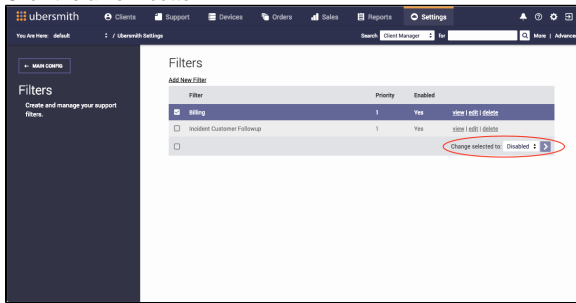 ubersmith
Clients
Support
Devices
Orders
Sales
Reports
Settings
You Are Here: default / Ubersmith Settings
Search Client Manager for
More | Advanced
← MAIN CONFIG
Filters
Create and manage your support
filters.
Filters
Add New Filter
Filter Priority Enabled
Billing 1 Yes view | edit | delete
Incident Customer Followup 1 Yes view | edit | delete
Change selected to: Disabled